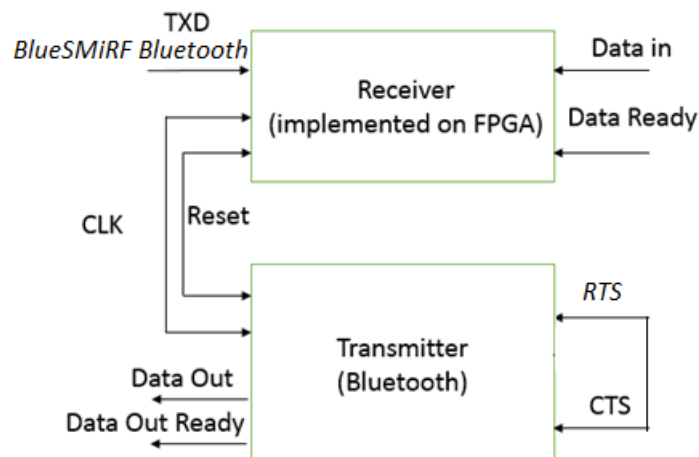 TXD
BlueSMiRF Bluetooth
Data in
Receiver
(implemented on FPGA)
Data Ready
CLK
Reset
RTS
Transmitter
(Bluetooth)
Data Out
CTS
Data Out Ready